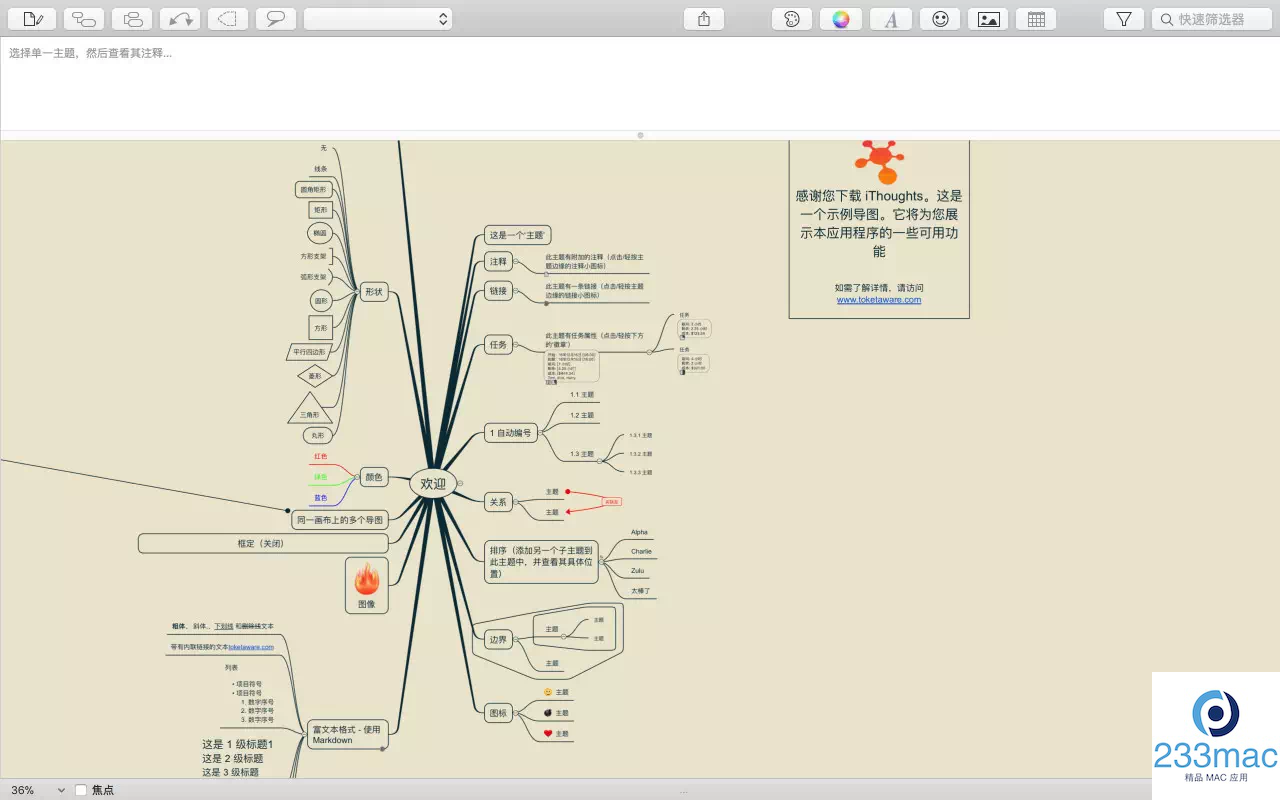 快速筛选器
选择单一主题，然后查看其注释...
无
线条
圆角矩形
矩形
椭圆
方形支架
弧形支架
圆形
方形
平行四边形
菱形
三角形
丸形
形状
红色
绿色
蓝色
颜色
同一画布上的多个导图
框定（关闭）
图像
粗体、斜体、下划线 和删除线文本
带有内联链接的文本toketaware.com
列表
• 项目符号
• 项目符号
1. 数字序号
2. 数字序号
3. 数字序号
这是 1 级标题1
这是 2 级标题
这是 3 级标题
富文本格式 - 使用
Markdown
欢迎
这是一个'主题'
注释
此主题有附加的注释（点击/轻按主
题边缘的注释小图标）
链接
此主题有一条链接（点击/轻按主题
边缘的链接小图标）
任务
此主题有任务属性（点击/轻按下方
的'徽章'）
任务
任务
1 自动编号
1.1 主题
1.2 主题
1.3 主题
1.3.1 主题
1.3.2 主题
1.3.3 主题
关系
主题
主题
排序（添加另一个子主题到
此主题中，并查看其具体位
置）
Alpha
Charlie
Zulu
太棒了
边界
主题
主题
主题
主题
图标
主题
主题
主题
感谢您下载 iThoughts。这是
一个示例导图。它将为您展
示本应用程序的一些可用功
能
如需了解详情，请访问
www.toketaware.com
36%
焦点
...
233mac
精品 MAC 应用